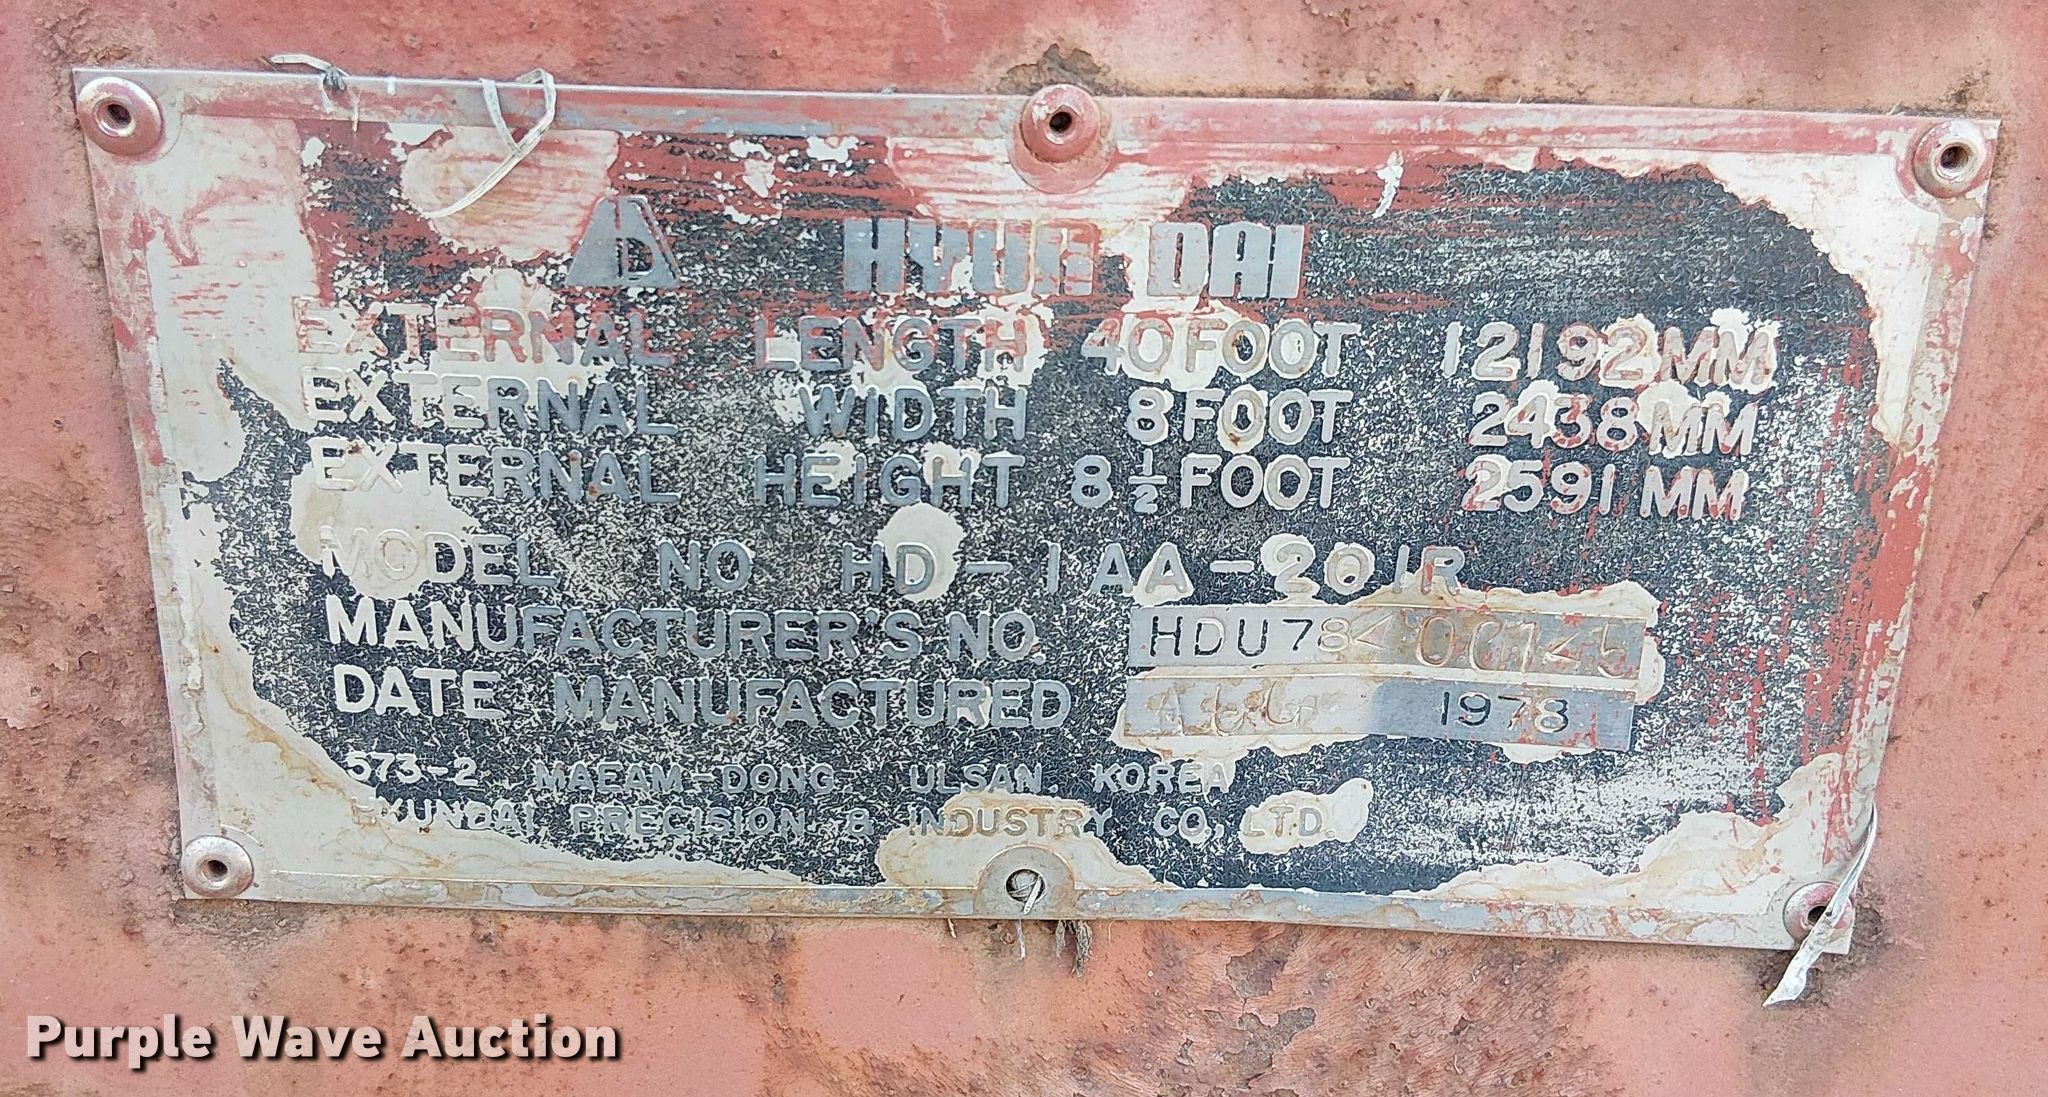 HD HYUNDAI
EXTERNAL LENGTH 40 FOOT 12192 MM
EXTERNAL WIDTH 8 FOOT 2438 MM
EXTERNAL HEIGHT 8 1/2 FOOT 2591 MM
MODEL NO HD-1AA-201R
MANUFACTURER'S NO.
DATE MANUFACTURED 1978
573-2 MAEAM-DONG ULSAN. KOREA
HYUNDAI PRECISION & INDUSTRY CO., LTD.
Purple Wave Auction